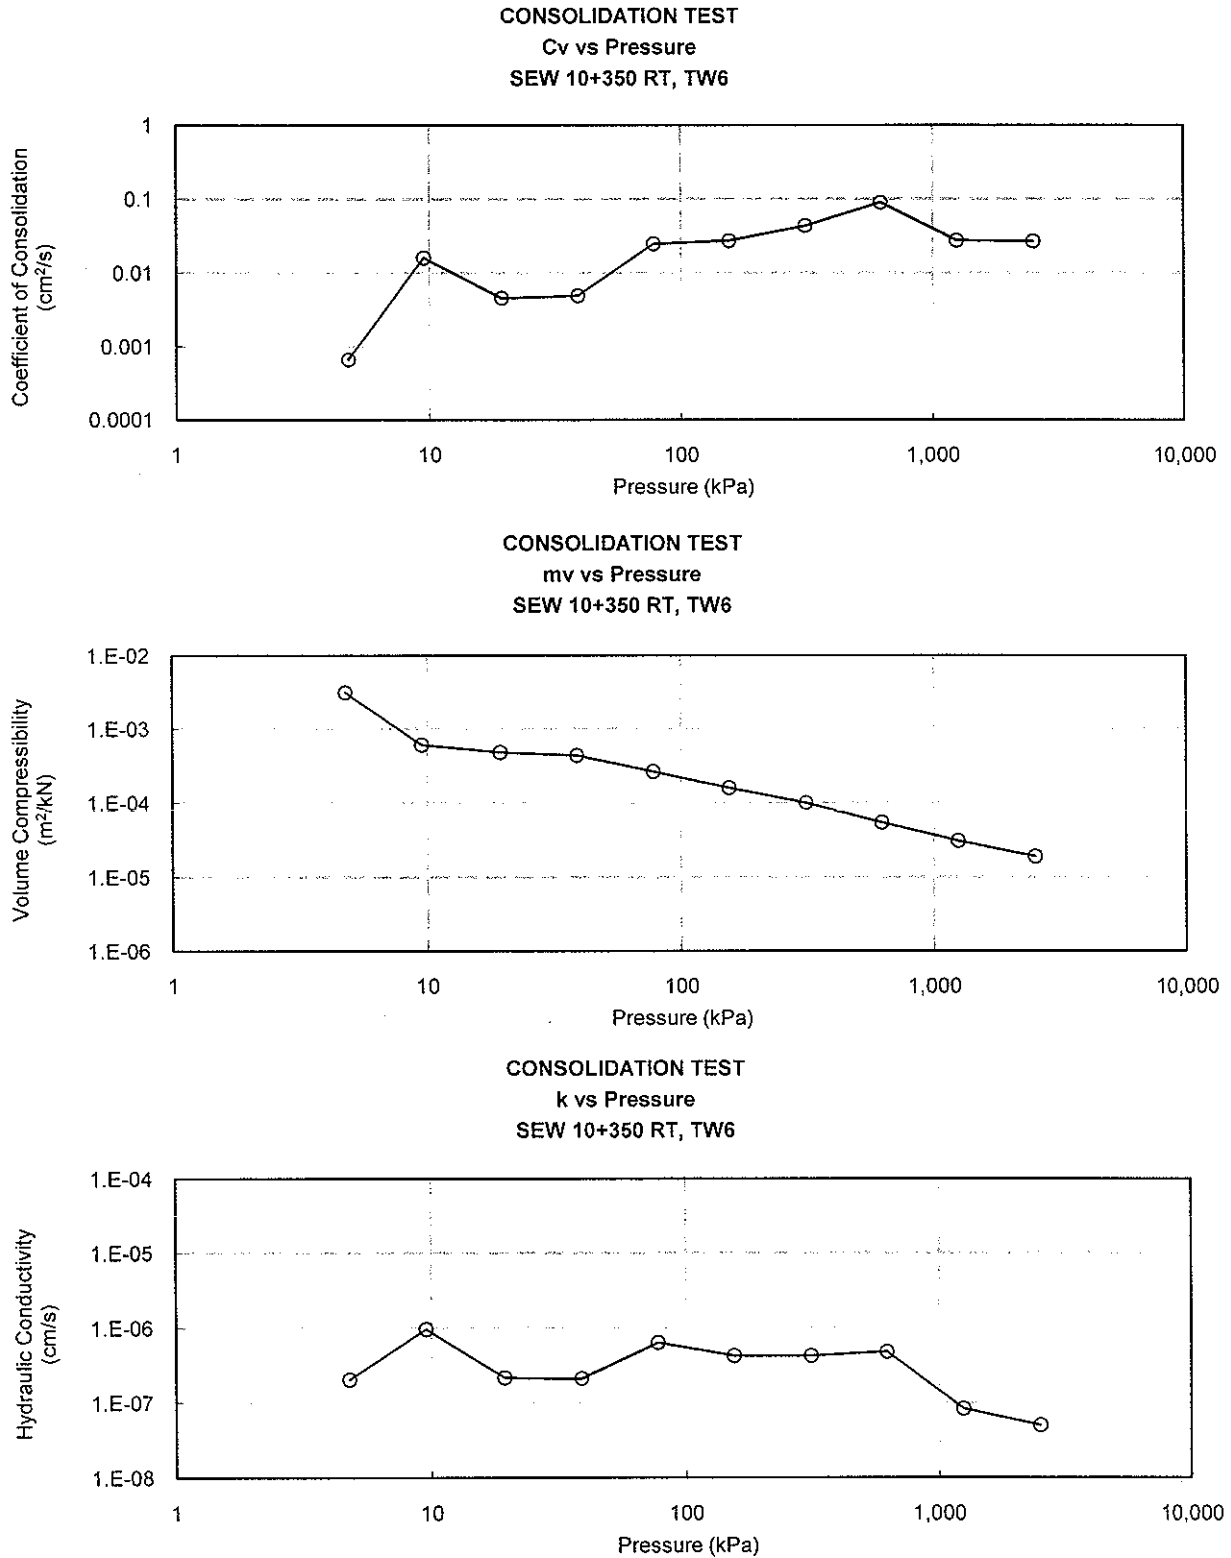 CONSOLIDATION TEST
Cv vs Pressure
SEW 10+350 RT, TW6
Coefficient of Consolidation
(cm²/s)
1
0.1
0.01
0.001
0.0001
1 10 100 1,000 10,000
Pressure (kPa)
CONSOLIDATION TEST
mv vs Pressure
SEW 10+350 RT, TW6
Volume Compressibility
(m²/kN)
1.E-02
1.E-03
1.E-04
1.E-05
1.E-06
1 10 100 1,000 10,000
Pressure (kPa)
CONSOLIDATION TEST
k vs Pressure
SEW 10+350 RT, TW6
Hydraulic Conductivity
(cm/s)
1.E-04
1.E-05
1.E-06
1.E-07
1.E-08
1 10 100 1,000 10,000
Pressure (kPa)